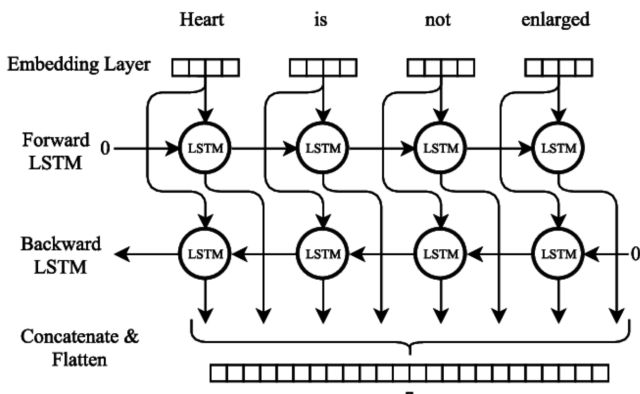 Heart is not enlarged
Embedding Layer
Forward LSTM 0 LSTM LSTM LSTM LSTM
Backward LSTM LSTM LSTM LSTM LSTM 0
Concatenate &
Flatten